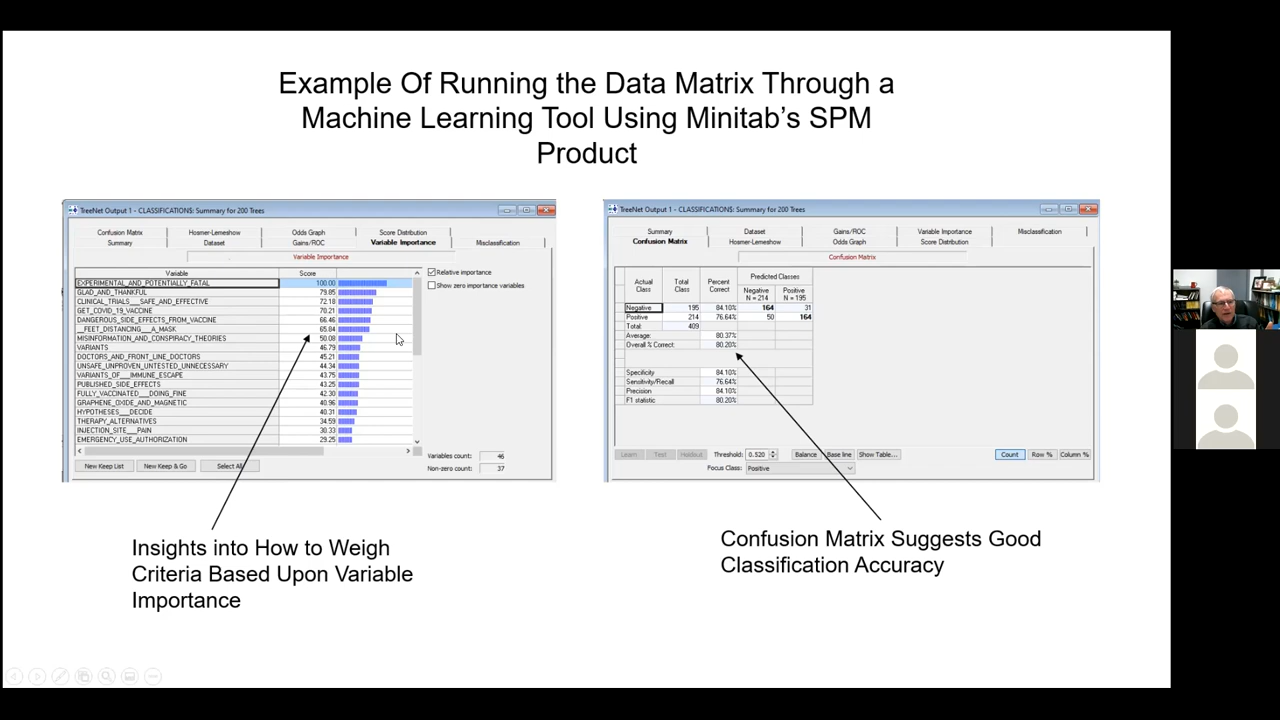 Example Of Running the Data Matrix Through a
Machine Learning Tool Using Minitab's SPM
Product
TreeNet Output 1 - CLASSIFICATION$: Summary for 200 Trees
Confusion Matrix Hosmer-Lemeshow Odds Graph Score Distribution
Summary Dataset Gains/ROC Variable Importance Misclassification
Variable Importance
Variable Score
EXPERIMENTAL_AND_POTENTIALLY_FATAL 100.00
GLAD_AND_THANKFUL 79.85
CLINICAL_TRIALS__SAFE_AND_EFFECTIVE 72.18
GET_COVID_19_VACCINE 70.21
DANGEROUS_SIDE_EFFECTS_FROM_VACCINE 66.46
__FEET_DISTANCING___A_MASK 65.84
MISINFORMATION_AND_CONSPIRACY_THEORIES 50.08
VARIANTS 46.79
DOCTORS_AND_FRONT_LINE_DOCTORS 45.21
UNSAFE_UNPROVEN_UNTESTED_UNNECESSARY 44.34
VARIANTS_OF__IMMUNE_ESCAPE 43.75
PUBLISHED_SIDE_EFFECTS 43.25
FULLY_VACCINATED___DOING_FINE 42.30
GRAPHENE_OXIDE_AND_MAGNETIC 40.96
HYPOTHESES__DECIDE 40.31
THERAPY_ALTERNATIVES 34.59
INJECTION_SITE___PAIN 30.33
EMERGENCY_USE_AUTHORIZATION 29.25
Relative importance
Show zero importance variables
Variables count: 46
Non-zero count: 37
New Keep List New Keep & Go Select All
TreeNet Output 1 - CLASSIFICATION$: Summary for 200 Trees
Summary Dataset Gains/ROC Variable Importance Misclassification
Confusion Matrix Hosmer-Lemeshow Odds Graph Score Distribution
Confusion Matrix
Predicted Classes
Actual Class Total Class Percent Correct Negative N = 214 Positive N = 195
Negative 195 84.10% 164 31
Positive 214 76.64% 50 164
Total: 409
Average: 80.37%
Overall % Correct: 80.20%
Specificity 84.10%
Sensitivity/Recall 76.64%
Precision 84.10%
F1 statistic 80.20%
Learn Test Holdout Threshold: 0.520 Balance Base line Show Table... Count Row % Column %
Focus Class: Positive
Insights into How to Weigh
Criteria Based Upon Variable
Importance
Confusion Matrix Suggests Good
Classification Accuracy